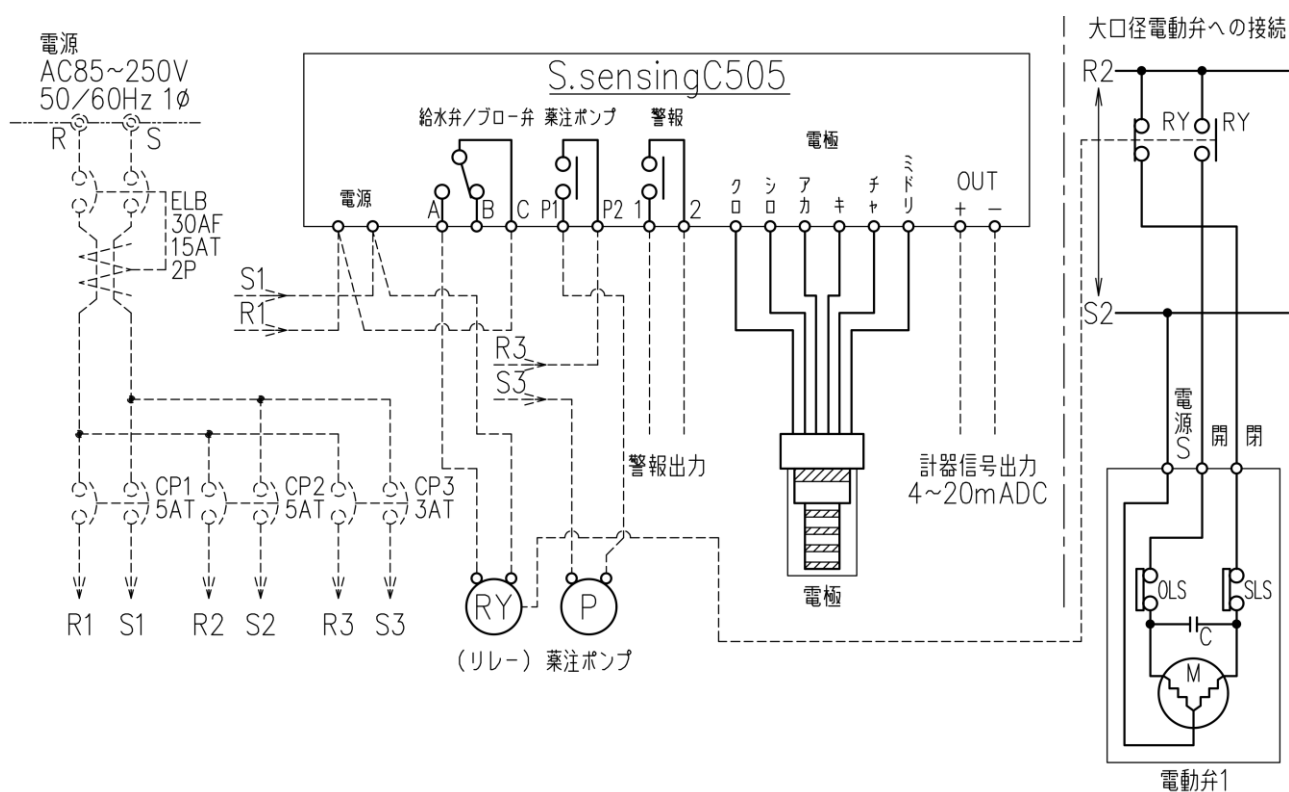 電源
AC85~250V
50/60Hz 1ø
R
S
ELB
30AF
15AT
2P
S.sensingC505
給水弁/ブロー弁
薬注ポンプ
警報
電極
電源
A
B
C
P1
P2
1
2
クロ
シロ
アカ
キ
チャ
ミドリ
OUT
+
−
S1
R1
R3
S3
警報出力
計器信号出力
4~20mADC
電極
CP1
5AT
CP2
5AT
CP3
3AT
R1
S1
R2
S2
R3
S3
RY
(リレー)
P
薬注ポンプ
大口径電動弁への接続
R2
RY
RY
S2
電源S
開
閉
OLS
SLS
C
M
電動弁1